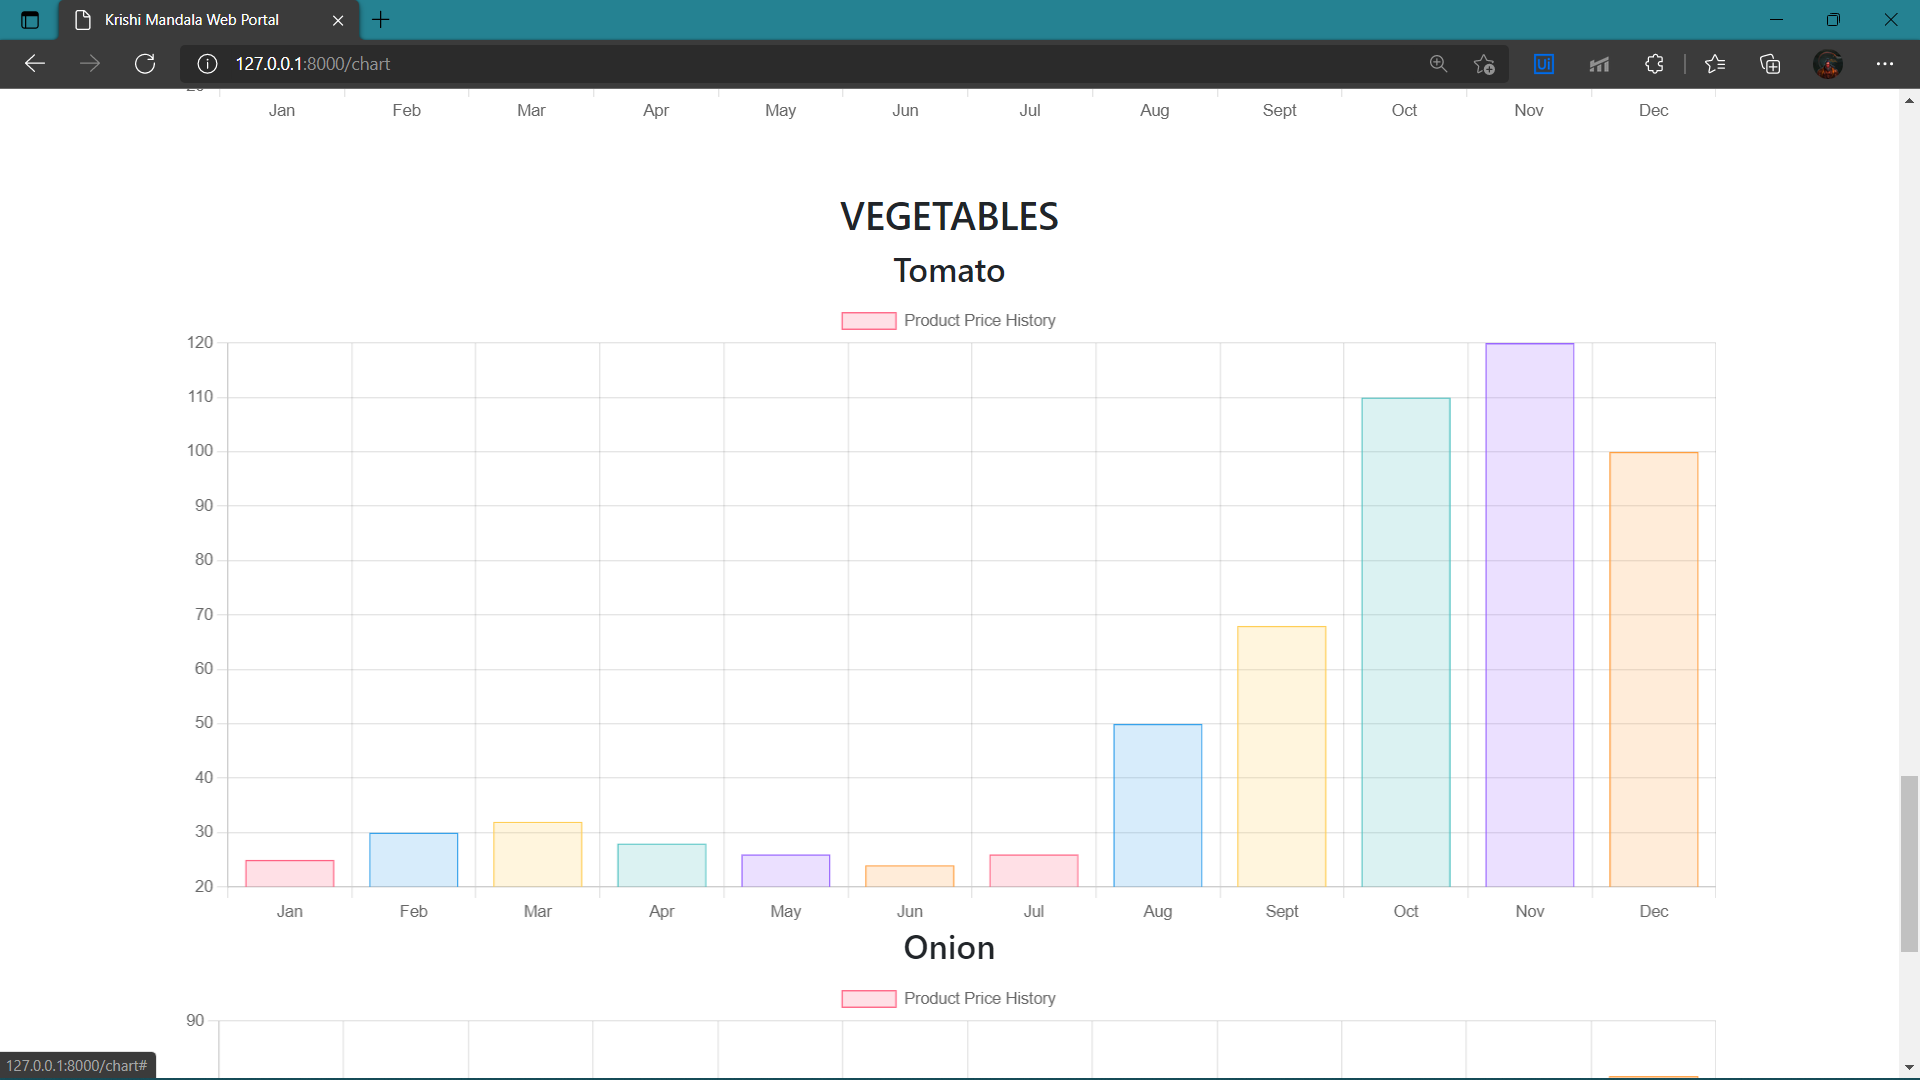 Krishi Mandala Web Portal
127.0.0.1:8000/chart
Jan Feb Mar Apr May Jun Jul Aug Sept Oct Nov Dec
VEGETABLES
Tomato
Product Price History
120
110
100
90
80
70
60
50
40
30
20
Jan Feb Mar Apr May Jun Jul Aug Sept Oct Nov Dec
Onion
Product Price History
90
127.0.0.1:8000/chart#